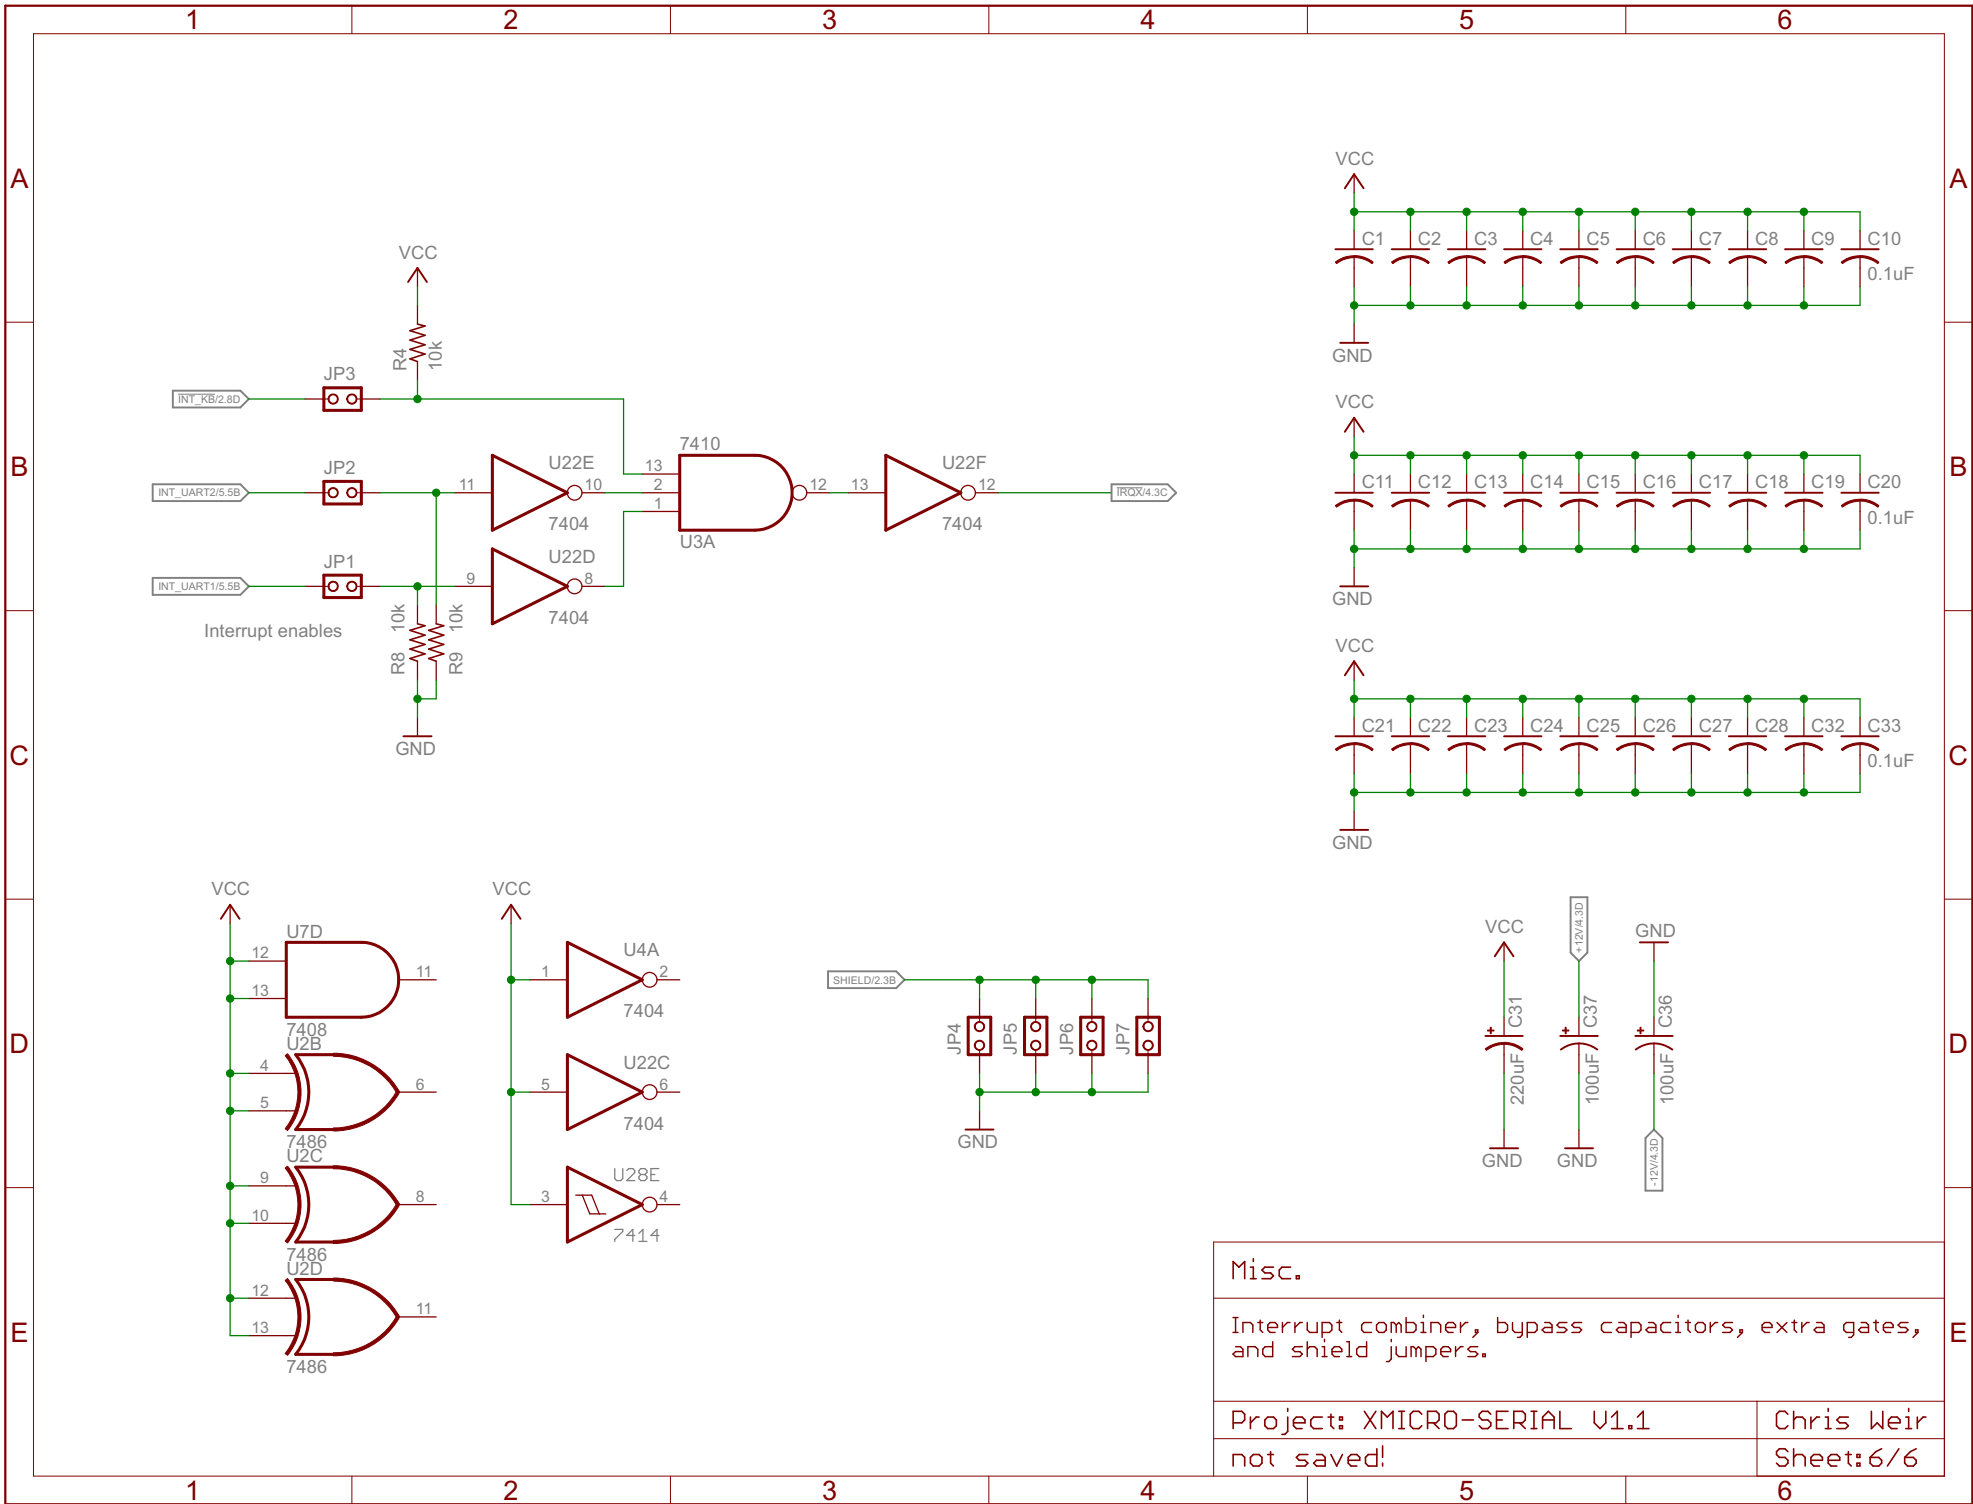 1 2 3 4 5 6
A A
VCC
C1 C2 C3 C4 C5 C6 C7 C8 C9 C10
0.1uF
GND
VCC
R4 10k
JP3
INT_KB/2.8D
B B
JP2
INT_UART2/5.5B
11 U22E 10
7404
7410
13
2
1
12
U3A
13 U22F 12
7404
IRQX/4.3C
JP1
INT_UART1/5.5B
9 U22D 8
7404
Interrupt enables
R8 10k
R9 10k
GND
VCC
C11 C12 C13 C14 C15 C16 C17 C18 C19 C20
0.1uF
GND
C C
VCC
C21 C22 C23 C24 C25 C26 C27 C28 C32 C33
0.1uF
GND
D D
VCC
U7D
12
13
11
7408
U2B
4
5
6
7486
U2C
9
10
8
7486
U2D
12
13
11
7486
VCC
U4A
1 2
7404
U22C
5 6
7404
U28E
3 4
7414
SHIELD/2.3B
JP4 JP5 JP6 JP7
GND
VCC
+ C31
220uF
GND
+12V/4.3D
+ C37
100uF
GND
GND
+ C36
100uF
-12V/4.3D
E E
Misc.
Interrupt combiner, bypass capacitors, extra gates,
and shield jumpers.
Project: XMICRO-SERIAL V1.1
Chris Weir
not saved!
Sheet:6/6
1 2 3 4 5 6